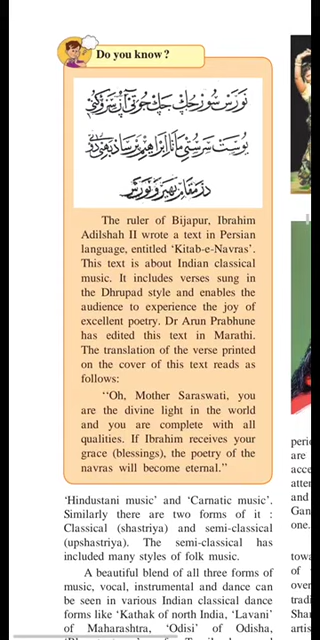 Do you know?
The ruler of Bijapur, Ibrahim
Adilshah II wrote a text in Persian
language, entitled ‘Kitab-e-Navras’.
This text is about Indian classical
music. It includes verses sung in
the Dhrupad style and enables the
audience to experience the joy of
excellent poetry. Dr Arun Prabhune
has edited this text in Marathi.
The translation of the verse printed
on the cover of this text reads as
follows:
‘‘Oh, Mother Saraswati, you
are the divine light in the world
and you are complete with all
qualities. If Ibrahim receives your
grace (blessings), the poetry of the
navras will become eternal.’’
‘Hindustani music’ and ‘Carnatic music’.
Similarly there are two forms of it :
Classical (shastriya) and semi-classical
(upshastriya). The semi-classical has
included many styles of folk music.
A beautiful blend of all three forms of
music, vocal, instrumental and dance can
be seen in various Indian classical dance
forms like ‘Kathak of north India, ‘Lavani’
of Maharashtra, ‘Odisi’ of Odisha,
are
and
one.
of